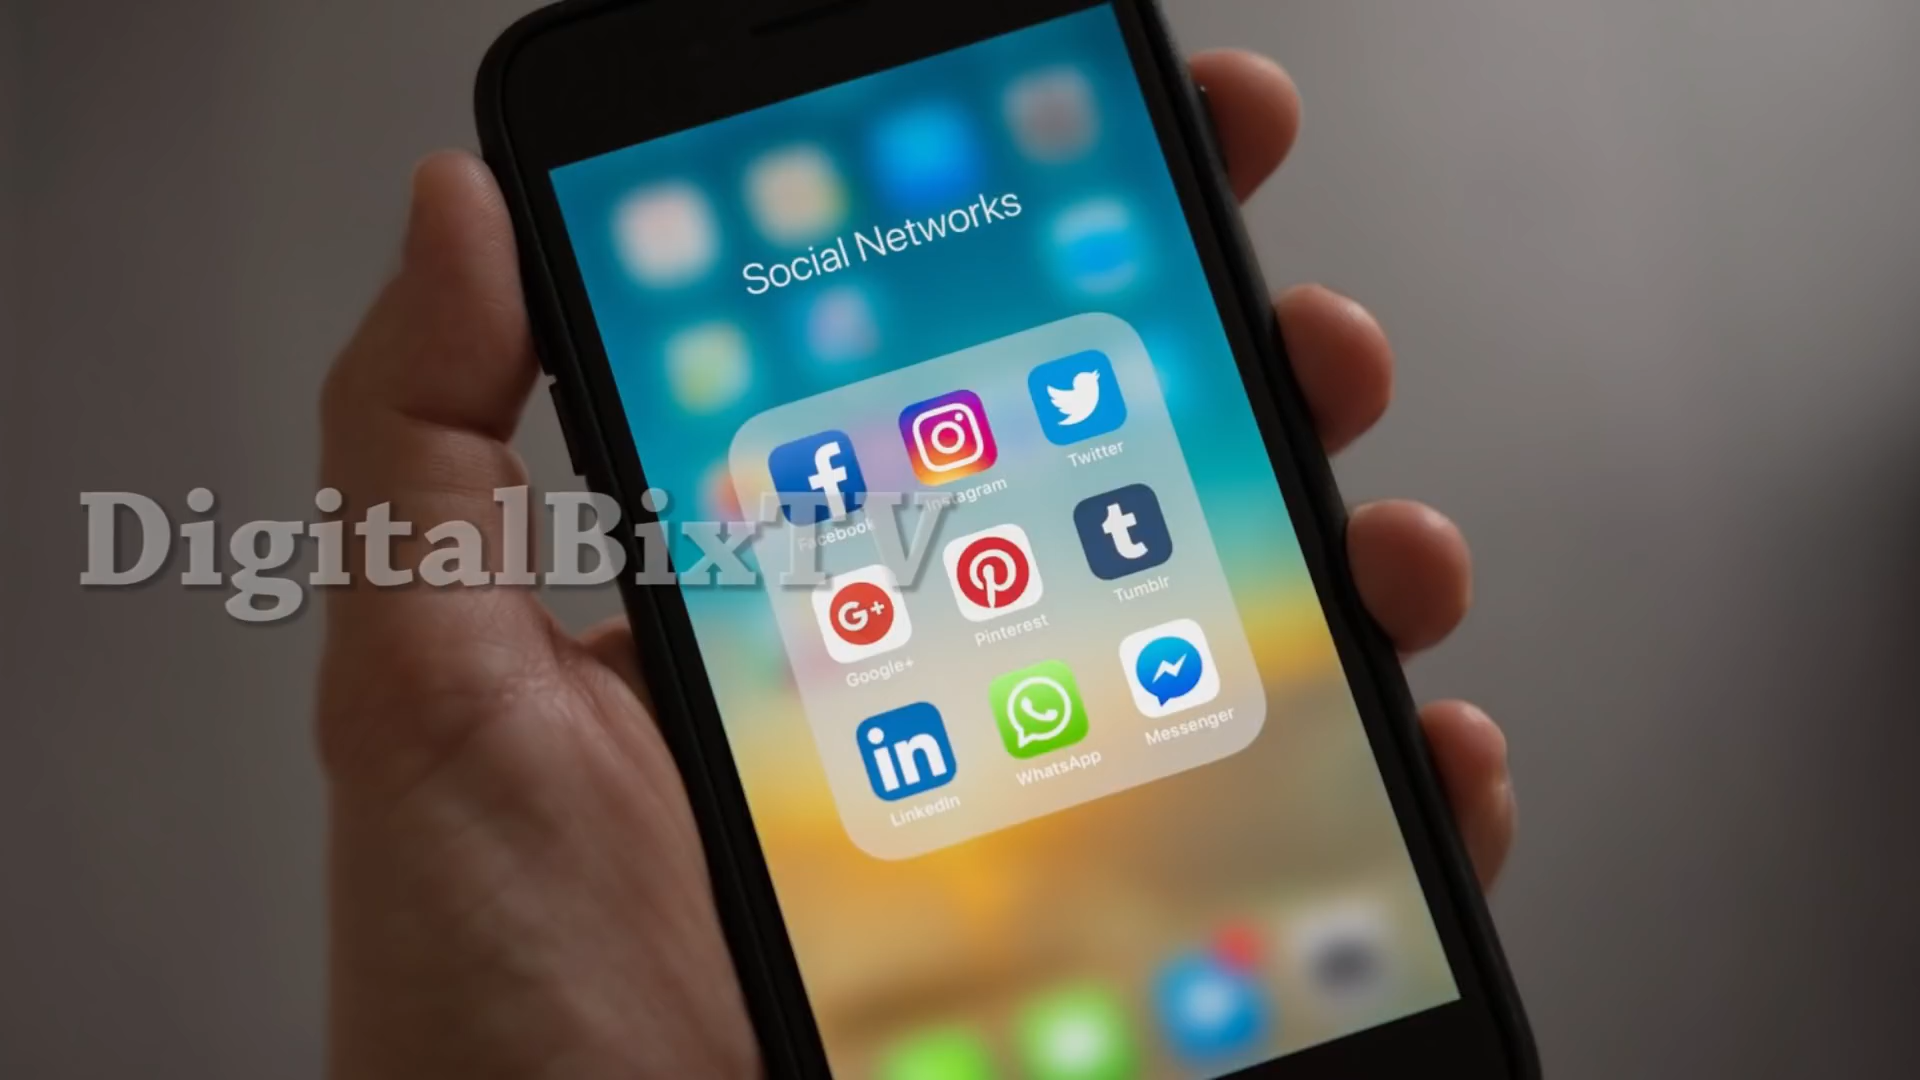 Social Networks
Facebook
Instagram
Twitter
Google+
Pinterest
Tumblr
LinkedIn
WhatsApp
Messenger
DigitalBixTV